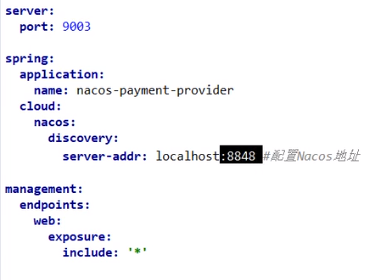 server:
  port: 9003

spring:
  application:
    name: nacos-payment-provider
  cloud:
    nacos:
      discovery:
        server-addr: localhost:8848 #配置Nacos地址

management:
  endpoints:
    web:
      exposure:
        include: '*'